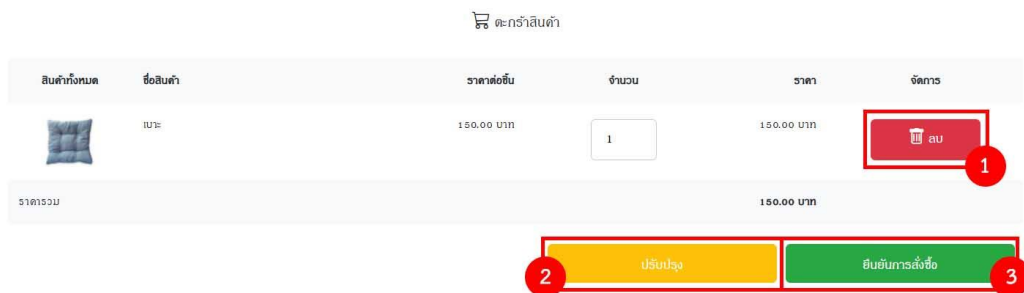 ตะกร้าสินค้า
สินค้าทั้งหมด ชื่อสินค้า ราคาต่อชิ้น จำนวน ราคา จัดการ
เบาะ 150.00 บาท 1 150.00 บาท ลบ
1
ราคารวม 150.00 บาท
ปรับปรุง ยืนยันการสั่งซื้อ
2 3